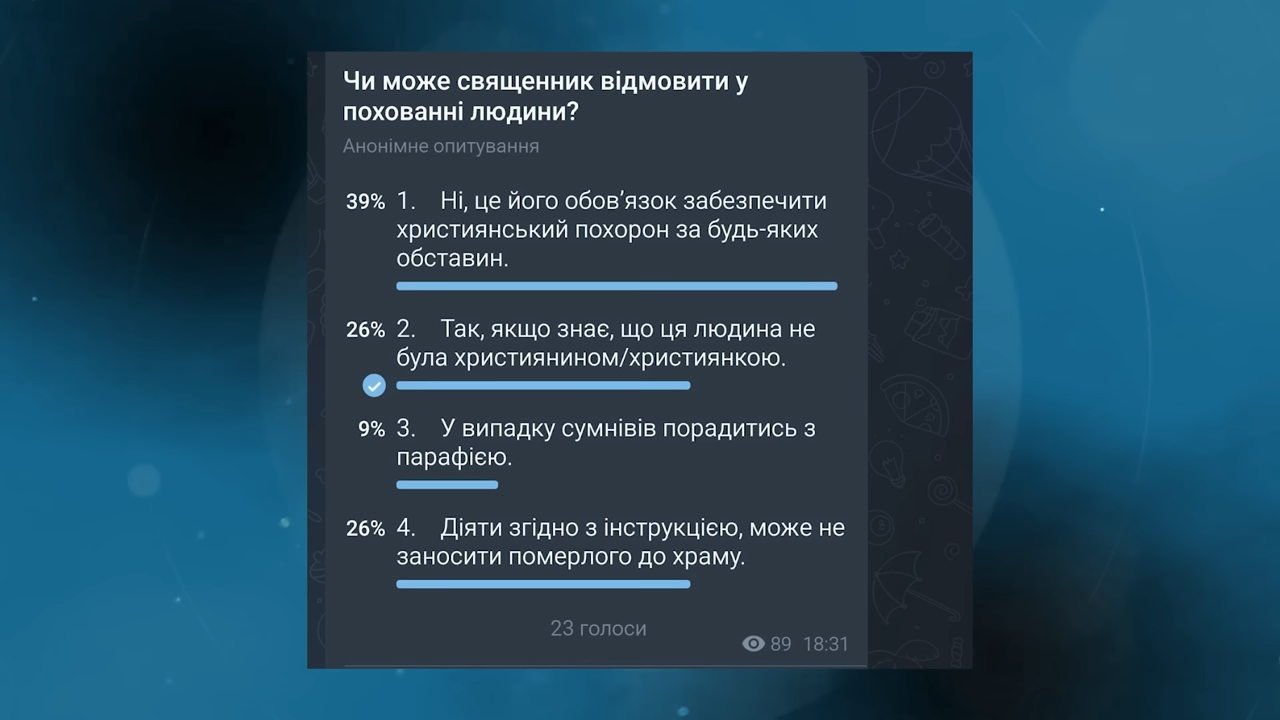 Чи може священник відмовити у
похованні людини?
Анонімне опитування
39% 1. Ні, це його обов’язок забезпечити
християнський похорон за будь-яких
обставин.
26% 2. Так, якщо знає, що ця людина не
була християнином/християнкою.
9% 3. У випадку сумнівів порадитись з
парафією.
26% 4. Діяти згідно з інструкцією, може не
заносити померлого до храму.
23 голоси
89 18:31